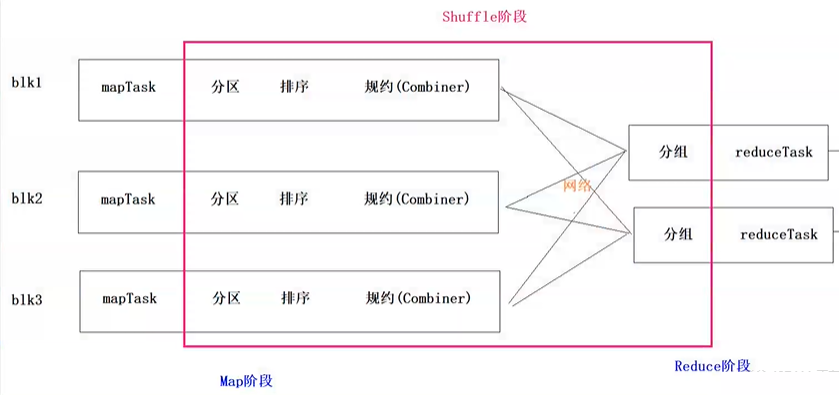 Shuffle阶段
blk1 mapTask 分区 排序 规约(Combiner)
分组 reduceTask
blk2 mapTask 分区 排序 规约(Combiner)
网络
分组 reduceTask
blk3 mapTask 分区 排序 规约(Combiner)
Map阶段
Reduce阶段